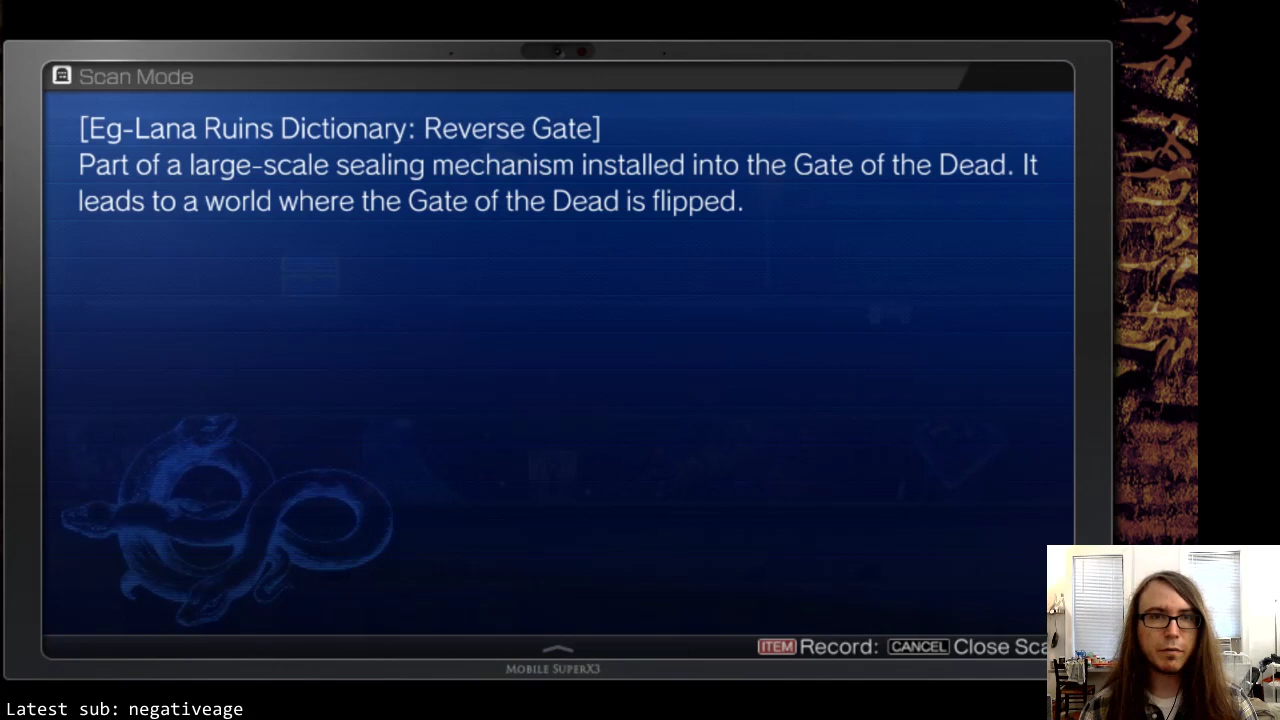 Scan Mode
[Eg-Lana Ruins Dictionary: Reverse Gate]
Part of a large-scale sealing mechanism installed into the Gate of the Dead. It
leads to a world where the Gate of the Dead is flipped.
ITEM Record: CANCEL Close
MOBILE SUPERX3
Latest sub: negativeage